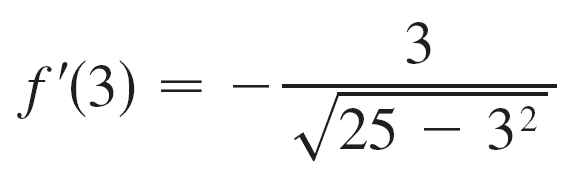 f′(3) = − 3/√(25 − 3²)